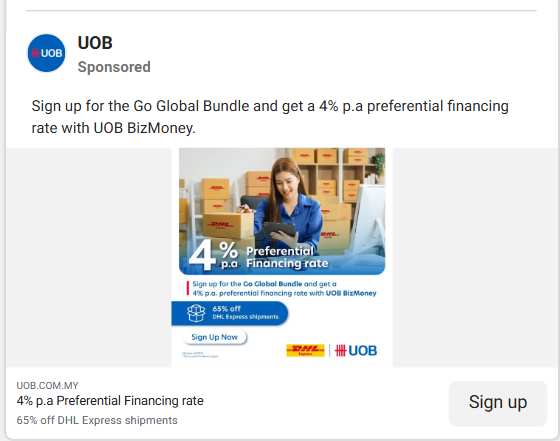 UOB
UOB
Sponsored
Sign up for the Go Global Bundle and get a 4% p.a preferential financing
rate with UOB BizMoney.
DHL
DHL
4% p.a
Preferential
Financing rate
Sign up for the Go Global Bundle and get a
4% p.a. preferential financing rate with UOB BizMoney
65% off
DHL Express shipments
Sign Up Now
DHL
EXPRESS
UOB
UOB.COM.MY
4% p.a Preferential Financing rate
65% off DHL Express shipments
Sign up